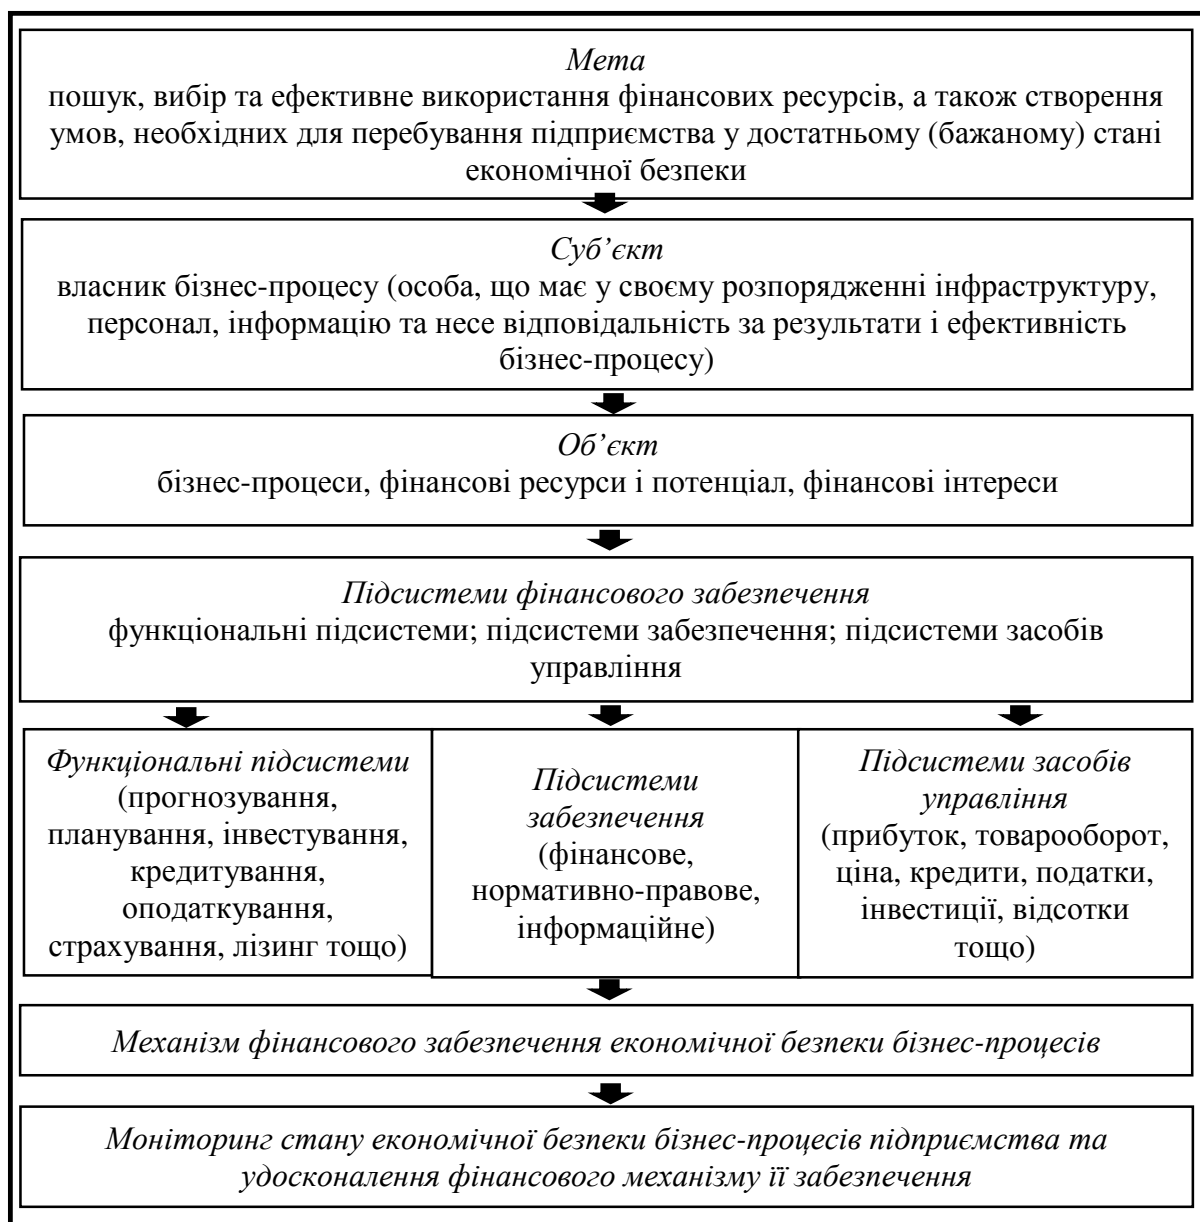 Мета
пошук, вибір та ефективне використання фінансових ресурсів, а також створення
умов, необхідних для перебування підприємства у достатньому (бажаному) стані
економічної безпеки
Суб’єкт
власник бізнес-процесу (особа, що має у своєму розпорядженні інфраструктуру,
персонал, інформацію та несе відповідальність за результати і ефективність
бізнес-процесу)
Об’єкт
бізнес-процеси, фінансові ресурси і потенціал, фінансові інтереси
Підсистеми фінансового забезпечення
функціональні підсистеми; підсистеми забезпечення; підсистеми засобів
управління
Функціональні підсистеми
(прогнозування,
планування, інвестування,
кредитування,
оподаткування,
страхування, лізинг тощо)
Підсистеми
забезпечення
(фінансове,
нормативно-правове,
інформаційне)
Підсистеми засобів
управління
(прибуток, товарооборот,
ціна, кредити, податки,
інвестиції, відсотки
тощо)
Механізм фінансового забезпечення економічної безпеки бізнес-процесів
Моніторинг стану економічної безпеки бізнес-процесів підприємства та
удосконалення фінансового механізму її забезпечення